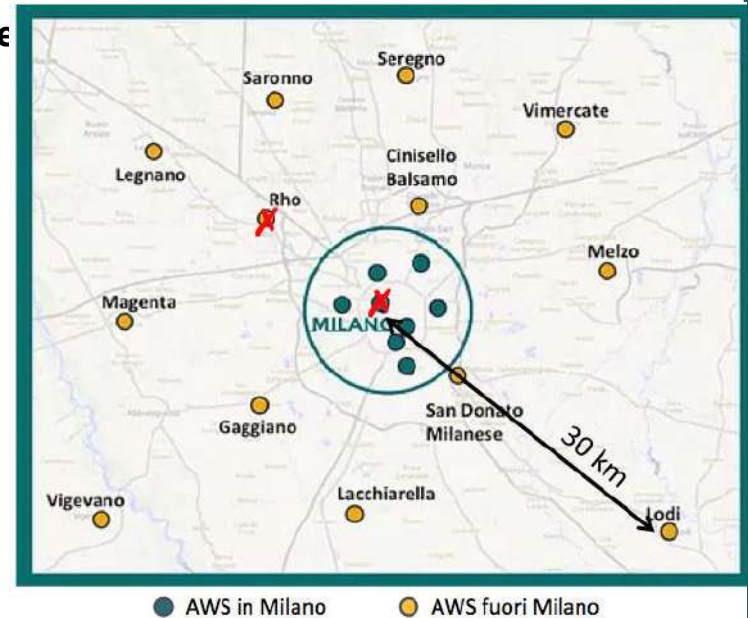 e
Seregno
Saronno
Vimercate
Cinisello
Balsamo
Legnano
Rho
Melzo
Magenta
MILANO
San Donato
Milanese
Gaggiano
30 km
Lacchiarella
Vigevano
Lodi
AWS in Milano
AWS fuori Milano